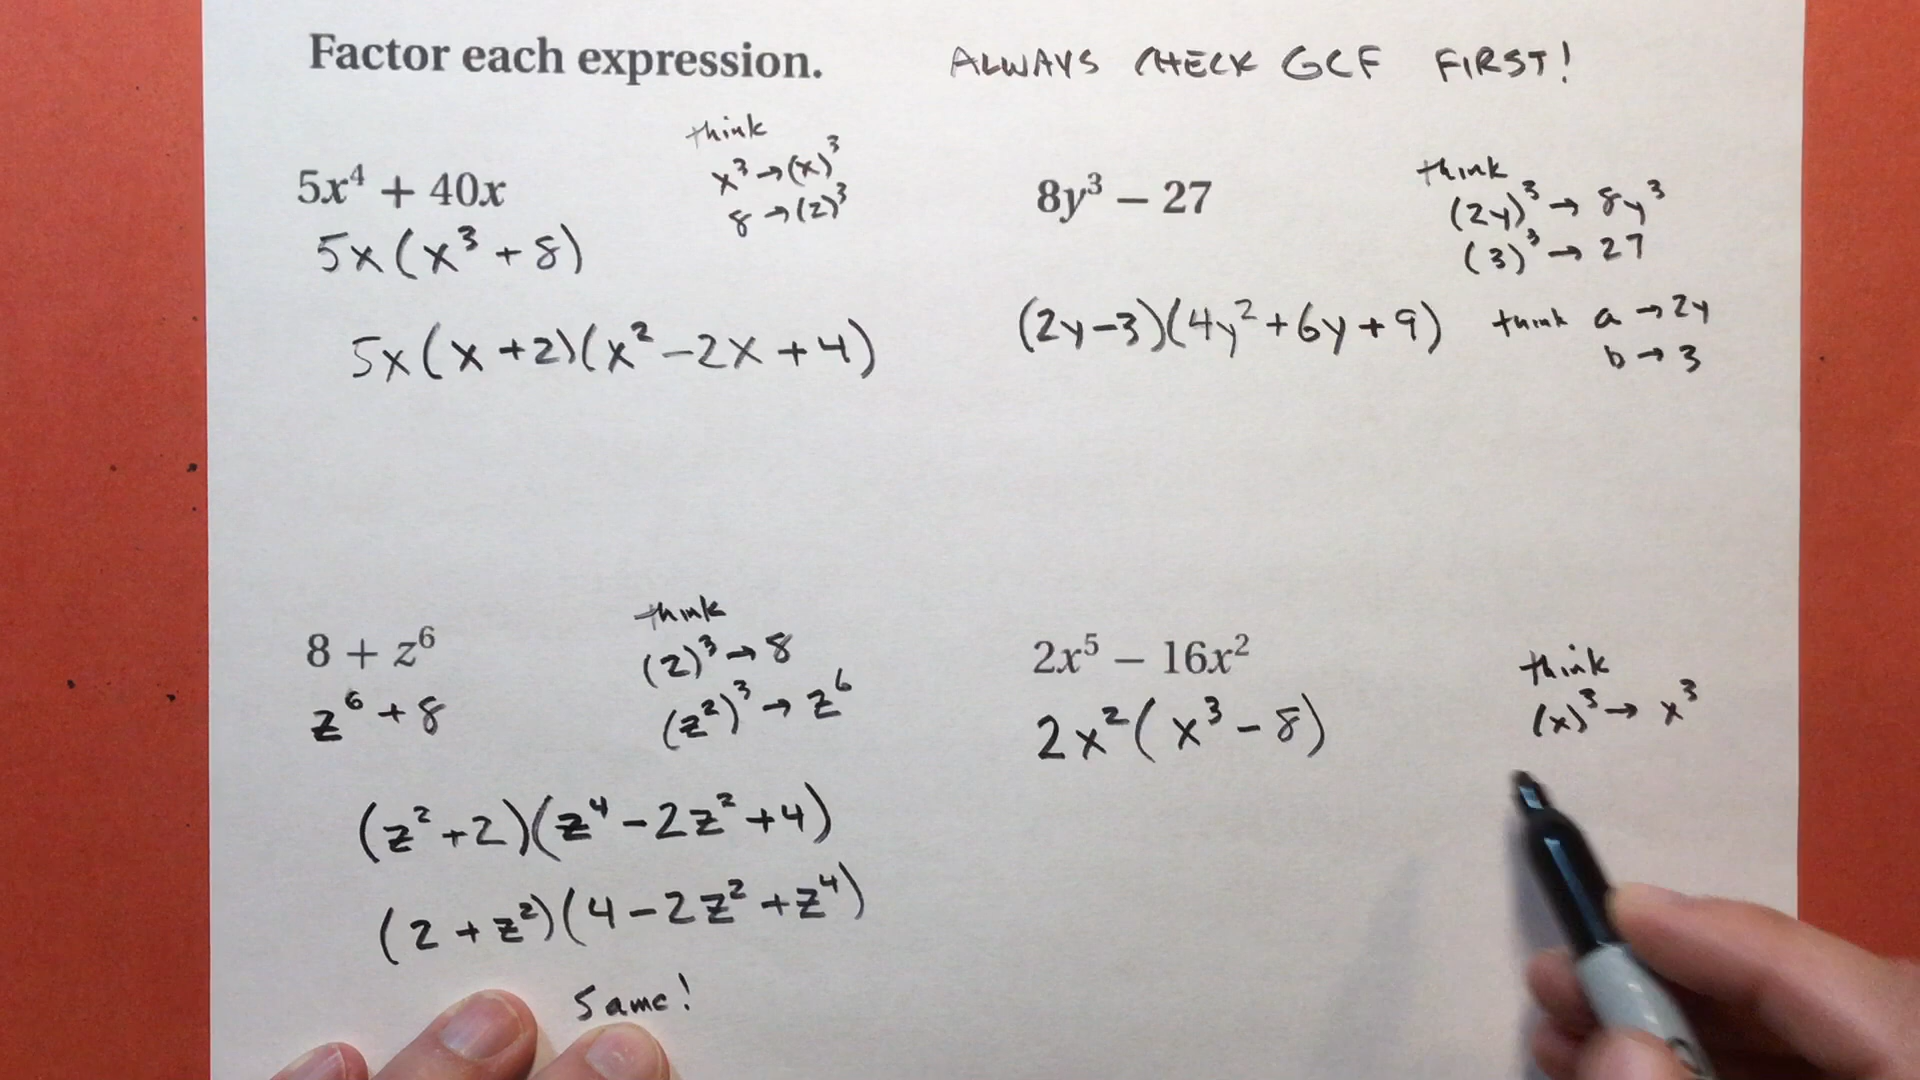 Factor each expression. ALWAYS CHECK GCF FIRST!
5x⁴ + 40x
5x(x³ + 8)
5x(x + 2)(x² − 2x + 4)
think
x³ → (x)³
8 → (2)³
8y³ − 27
(2y − 3)(4y² + 6y + 9)
think
(2y)³ → 8y³
(3)³ → 27
think a → 2y
b → 3
8 + z⁶
z⁶ + 8
(z² + 2)(z⁴ − 2z² + 4)
(2 + z²)(4 − 2z² + z⁴)
Same!
think
(2)³ → 8
(z²)³ → z⁶
2x⁵ − 16x²
2x²(x³ − 8)
think
(x)³ → x³